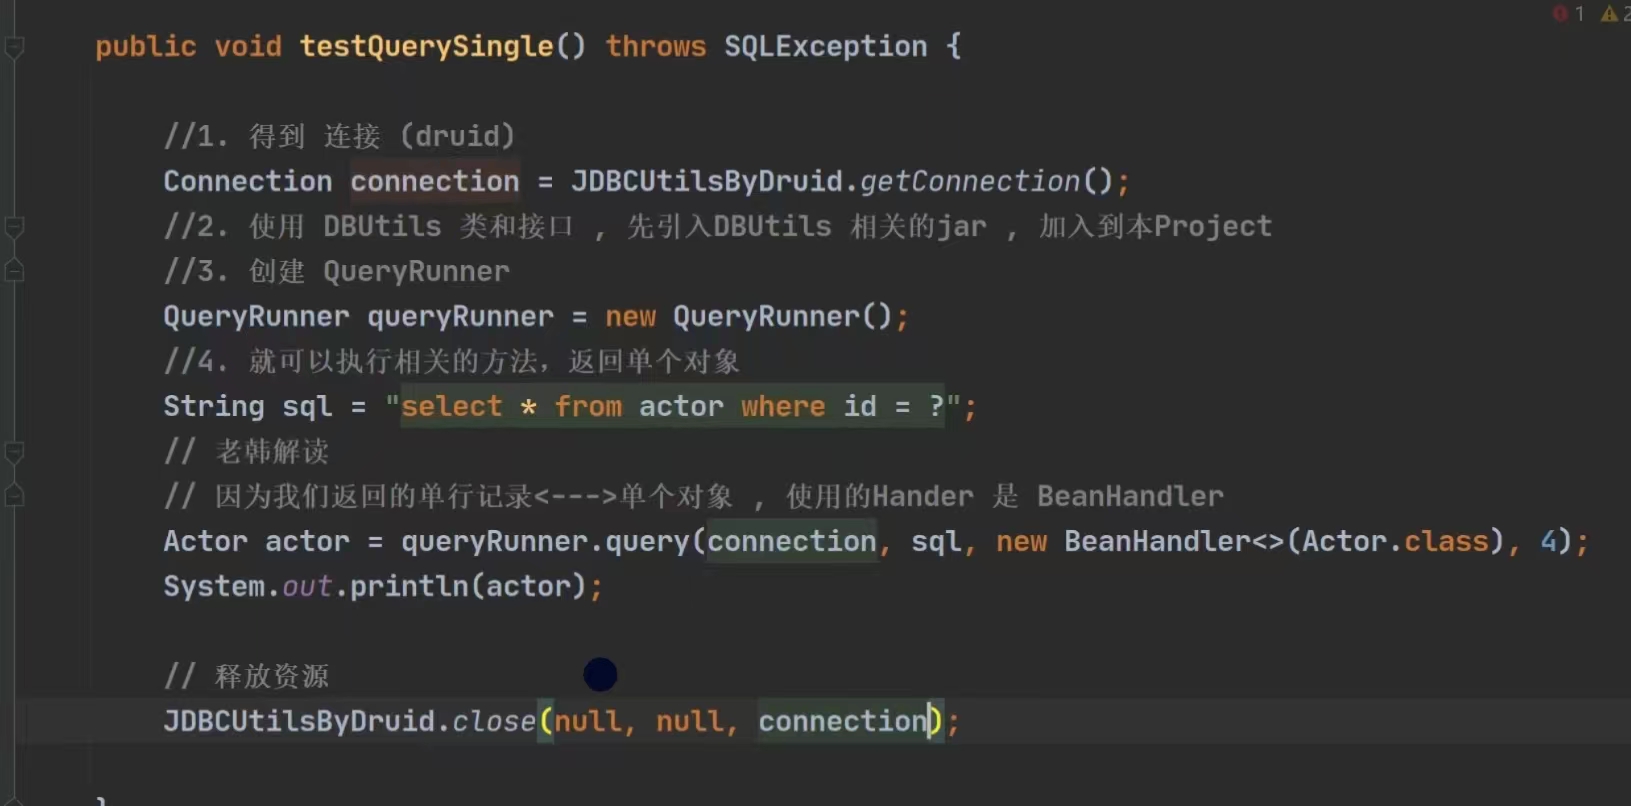 1 2
public void testQuerySingle() throws SQLException {
//1. 得到 连接 (druid)
Connection connection = JDBCUtilsByDruid.getConnection();
//2. 使用 DBUtils 类和接口 , 先引入DBUtils 相关的jar , 加入到本Project
//3. 创建 QueryRunner
QueryRunner queryRunner = new QueryRunner();
//4. 就可以执行相关的方法，返回单个对象
String sql = "select * from actor where id = ?";
// 老韩解读
// 因为我们返回的单行记录<--->单个对象 , 使用的Hander 是 BeanHandler
Actor actor = queryRunner.query(connection, sql, new BeanHandler<>(Actor.class), 4);
System.out.println(actor);
// 释放资源
JDBCUtilsByDruid.close(null, null, connection);
}